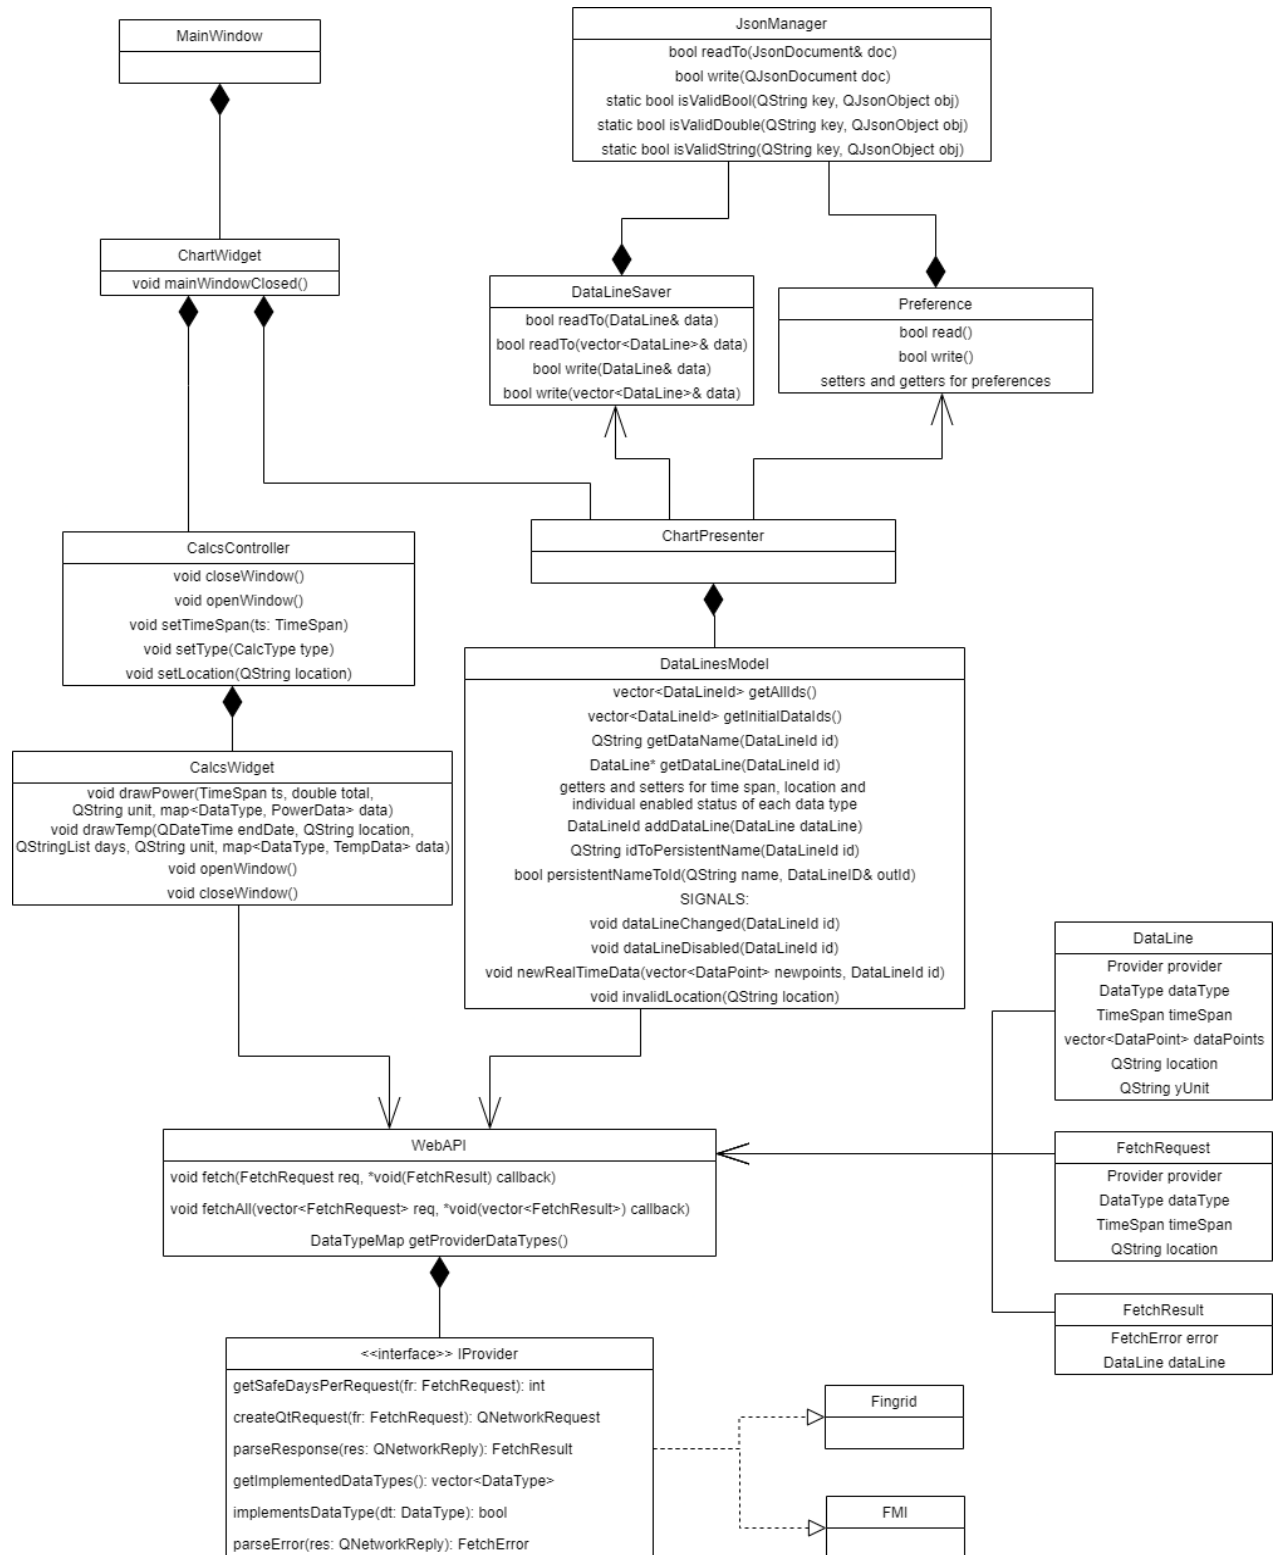 MainWindow
JsonManager
bool readTo(JsonDocument& doc)
bool write(QJsonDocument doc)
static bool isValidBool(QString key, QJsonObject obj)
static bool isValidDouble(QString key, QJsonObject obj)
static bool isValidString(QString key, QJsonObject obj)
ChartWidget
void mainWindowClosed()
DataLineSaver
bool readTo(DataLine& data)
bool readTo(vector<DataLine>& data)
bool write(DataLine& data)
bool write(vector<DataLine>& data)
Preference
bool read()
bool write()
setters and getters for preferences
ChartPresenter
CalcsController
void closeWindow()
void openWindow()
void setTimeSpan(ts: TimeSpan)
void setType(CalcType type)
void setLocation(QString location)
DataLinesModel
vector<DataLineId> getAllIds()
vector<DataLineId> getInitialDataIds()
QString getDataName(DataLineId id)
DataLine* getDataLine(DataLineId id)
getters and setters for time span, location and
individual enabled status of each data type
DataLineId addDataLine(DataLine dataLine)
QString idToPersistentName(DataLineId id)
bool persistentNameToId(QString name, DataLineID& outId)
SIGNALS:
void dataLineChanged(DataLineId id)
void dataLineDisabled(DataLineId id)
void newRealTimeData(vector<DataPoint> newpoints, DataLineId id)
void invalidLocation(QString location)
CalcsWidget
void drawPower(TimeSpan ts, double total,
QString unit, map<DataType, PowerData> data)
void drawTemp(QDateTime endDate, QString location,
QStringList days, QString unit, map<DataType, TempData> data)
void openWindow()
void closeWindow()
DataLine
Provider provider
DataType dataType
TimeSpan timeSpan
vector<DataPoint> dataPoints
QString location
QString yUnit
WebAPI
void fetch(FetchRequest req, *void(FetchResult) callback)
void fetchAll(vector<FetchRequest> req, *void(vector<FetchResult>) callback)
DataTypeMap getProviderDataTypes()
FetchRequest
Provider provider
DataType dataType
TimeSpan timeSpan
QString location
FetchResult
FetchError error
DataLine dataLine
<<interface>> IProvider
getSafeDaysPerRequest(fr: FetchRequest): int
createQtRequest(fr: FetchRequest): QNetworkRequest
parseResponse(res: QNetworkReply): FetchResult
getImplementedDataTypes(): vector<DataType>
implementsDataType(dt: DataType): bool
parseError(res: QNetworkReply): FetchError
Fingrid
FMI